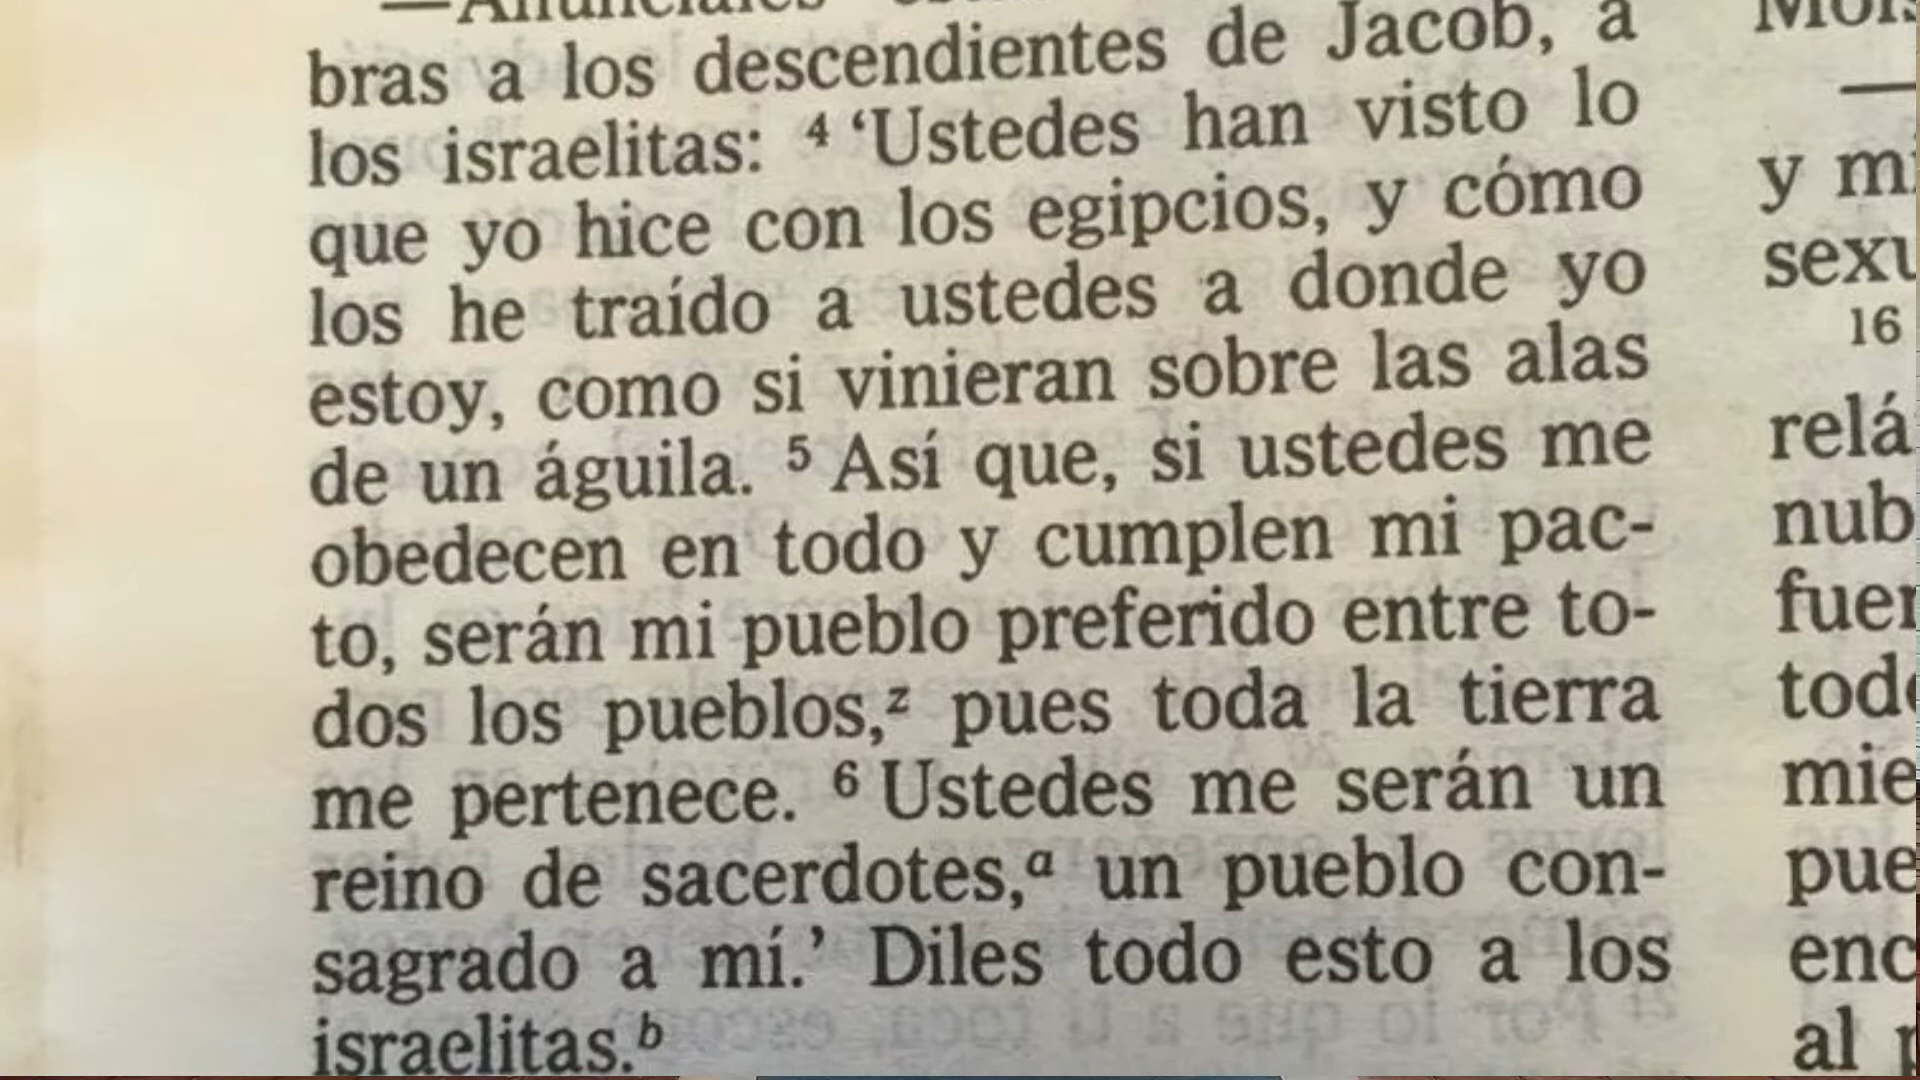 bras a los descendientes de Jacob, a
los israelitas: 4 ‘Ustedes han visto lo
que yo hice con los egipcios, y cómo
los he traído a ustedes a donde yo
estoy, como si vinieran sobre las alas
de un águila. 5 Así que, si ustedes me
obedecen en todo y cumplen mi pac-
to, serán mi pueblo preferido entre to-
dos los pueblos,z pues toda la tierra
me pertenece. 6 Ustedes me serán un
reino de sacerdotes,a un pueblo con-
sagrado a mí.’ Diles todo esto a los
israelitas.b
y
16
relá
nub
mie
pue
al